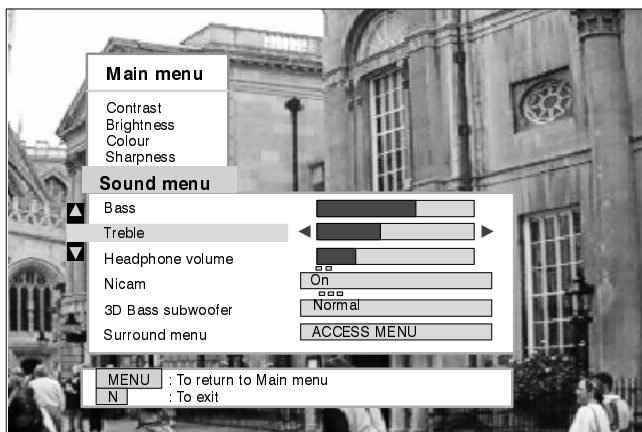 Main menu
Contrast
Brightness
Colour
Sharpness
Sound menu
Bass
Treble
Headphone volume
Nicam On
3D Bass subwoofer Normal
Surround menu ACCESS MENU
MENU : To return to Main menu
N : To exit